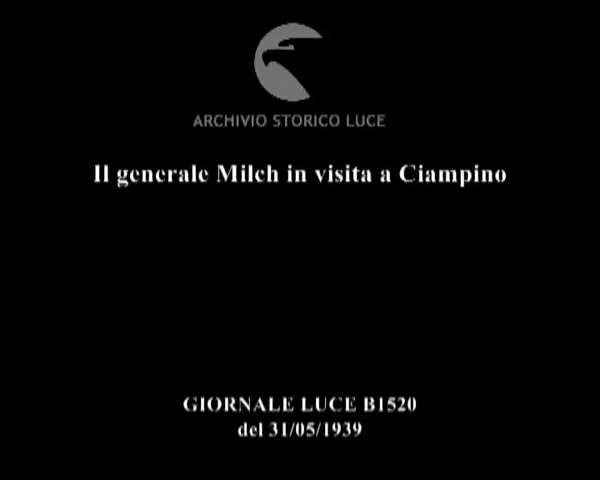 ARCHIVIO STORICO LUCE
Il generale Milch in visita a Ciampino
GIORNALE LUCE B1520
del 31/05/1939